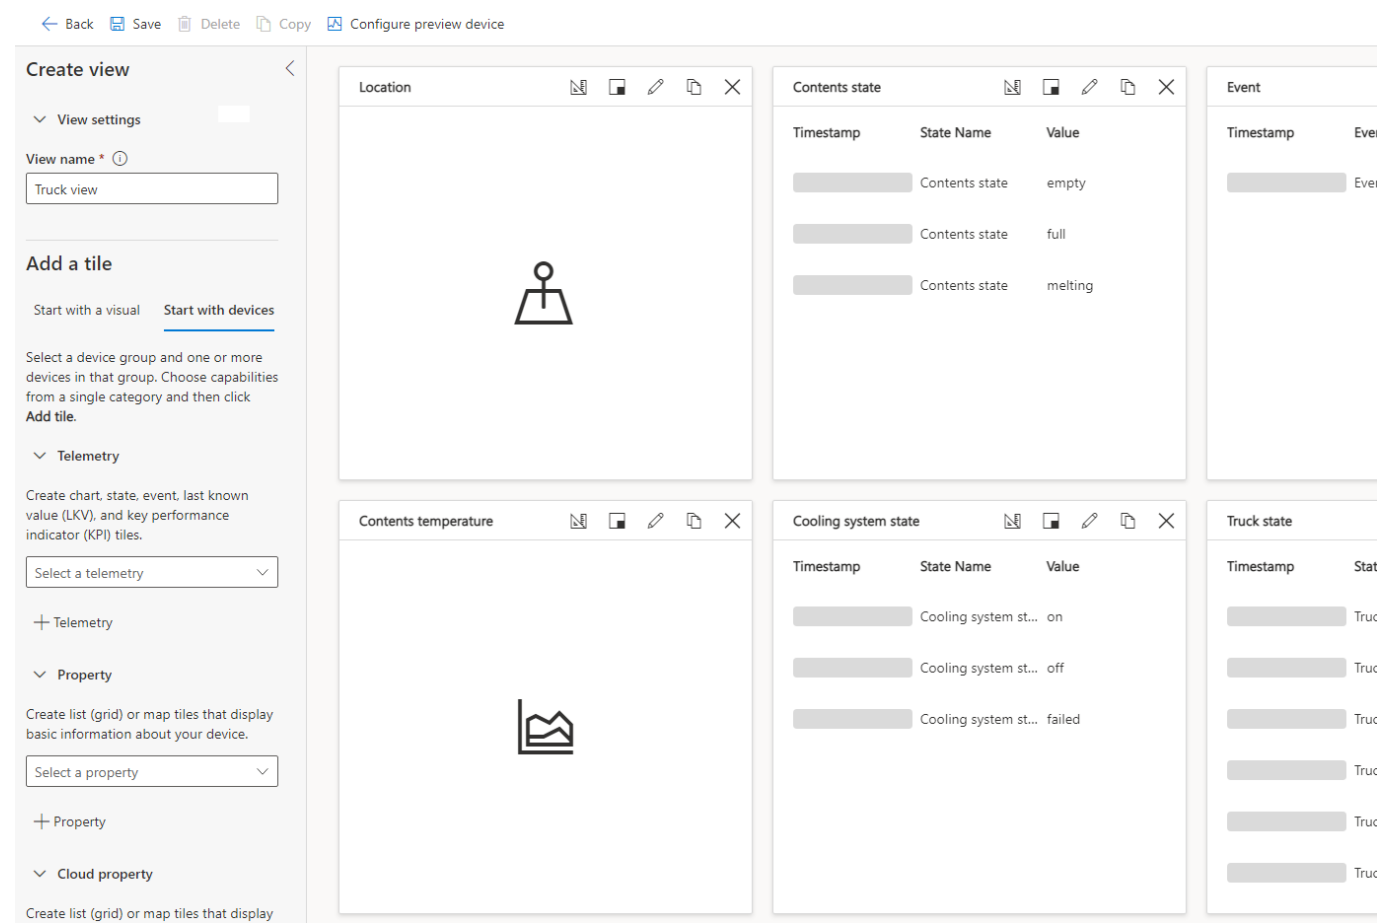 Back Save Delete Copy Configure preview device
Create view
View settings
View name *
Truck view
Add a tile
Start with a visual Start with devices
Select a device group and one or more
devices in that group. Choose capabilities
from a single category and then click
Add tile.
Telemetry
Create chart, state, event, last known
value (LKV), and key performance
indicator (KPI) tiles.
Select a telemetry
Telemetry
Property
Create list (grid) or map tiles that display
basic information about your device.
Select a property
Property
Cloud property
Create list (grid) or map tiles that display
Location
Contents state
Timestamp State Name Value
Contents state empty
Contents state full
Contents state melting
Event
Timestamp
Contents temperature
Cooling system state
Timestamp State Name Value
Cooling system st... on
Cooling system st... off
Cooling system st... failed
Truck state
Timestamp